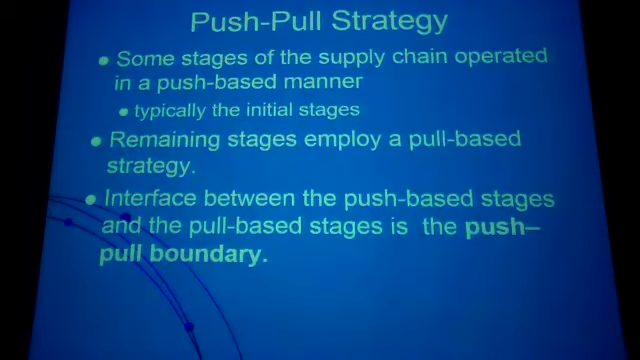 Push-Pull Strategy
• Some stages of the supply chain operated
in a push-based manner
• typically the initial stages
• Remaining stages employ a pull-based
strategy.
• Interface between the push-based stages
and the pull-based stages is the push–
pull boundary.